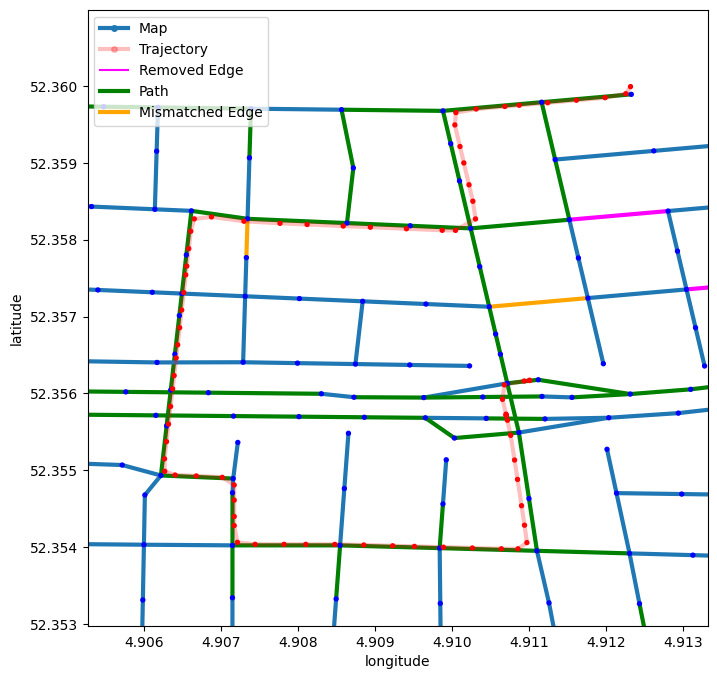 Map
Trajectory
Removed Edge
Path
Mismatched Edge
52.360
52.359
52.358
52.357
52.356
52.355
52.354
52.353
latitude
4.906 4.907 4.908 4.909 4.910 4.911 4.912 4.913
longitude